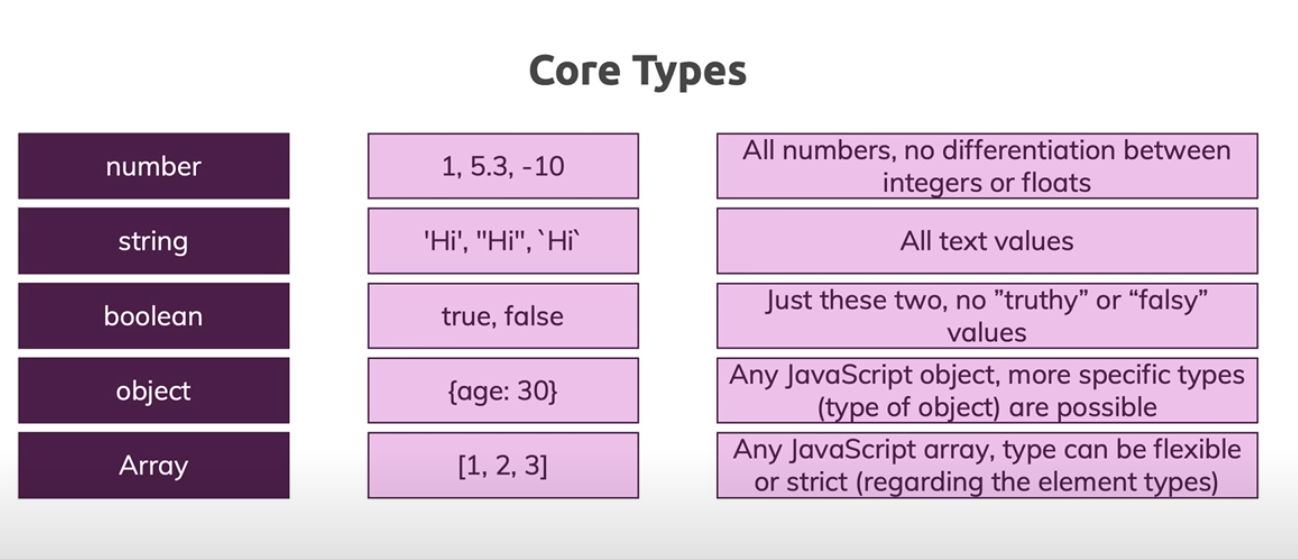 Core Types
number
1, 5.3, -10
All numbers, no differentiation between
integers or floats
string
'Hi', "Hi", `Hi`
All text values
boolean
true, false
Just these two, no ”truthy” or “falsy”
values
object
{age: 30}
Any JavaScript object, more specific types
(type of object) are possible
Array
[1, 2, 3]
Any JavaScript array, type can be flexible
or strict (regarding the element types)